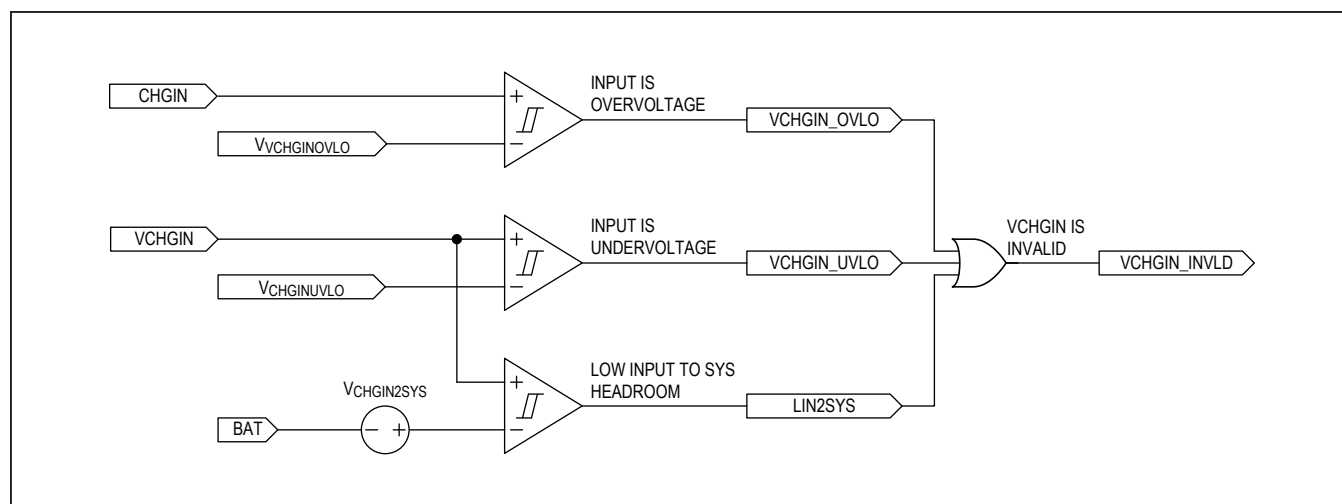 CHGIN
+
INPUT IS
OVERVOLTAGE
VCHGIN_OVLO
VVCHGINOVLO
−
VCHGIN
+
INPUT IS
UNDERVOLTAGE
VCHGIN_UVLO
VCHGIN IS
INVALID
VCHGIN_INVLD
VCHGINUVLO
−
VCHGIN2SYS
+
LOW INPUT TO SYS
HEADROOM
LIN2SYS
BAT
− +
−